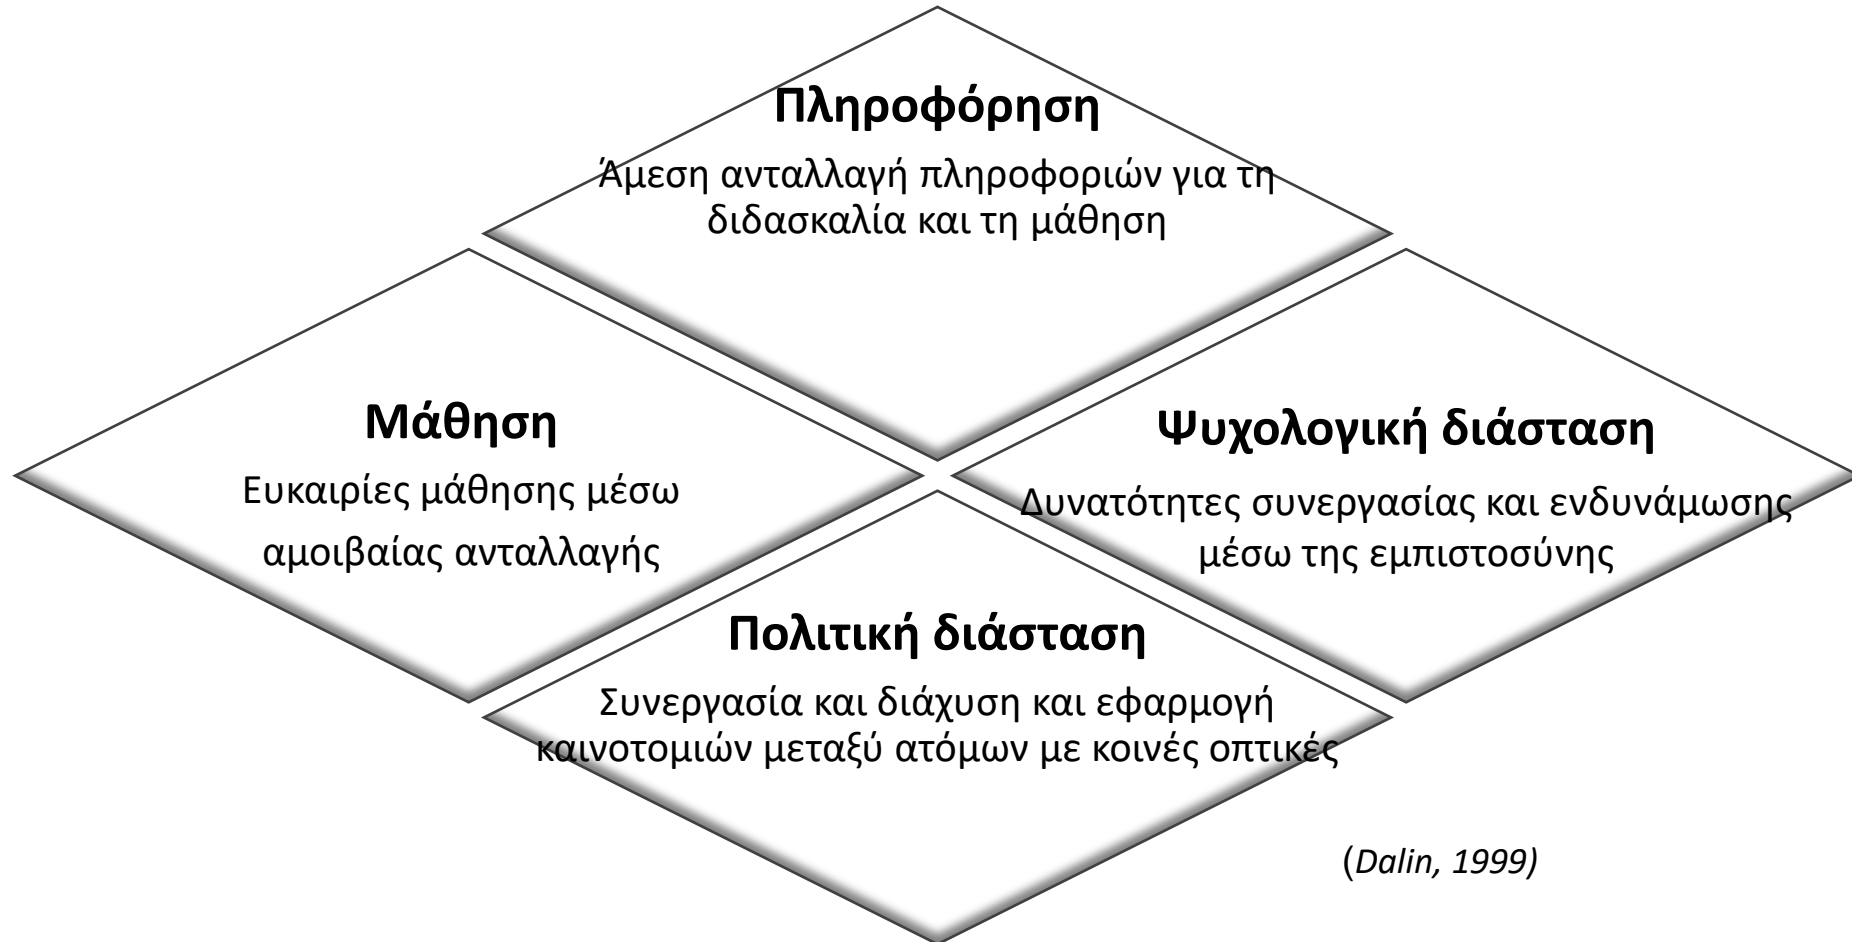 Πληροφόρηση
Άμεση ανταλλαγή πληροφοριών για τη
διδασκαλία και τη μάθηση
Μάθηση
Ευκαιρίες μάθησης μέσω
αμοιβαίας ανταλλαγής
Ψυχολογική διάσταση
Δυνατότητες συνεργασίας και ενδυνάμωσης
μέσω της εμπιστοσύνης
Πολιτική διάσταση
Συνεργασία και διάχυση και εφαρμογή
καινοτομιών μεταξύ ατόμων με κοινές οπτικές
(Dalin, 1999)